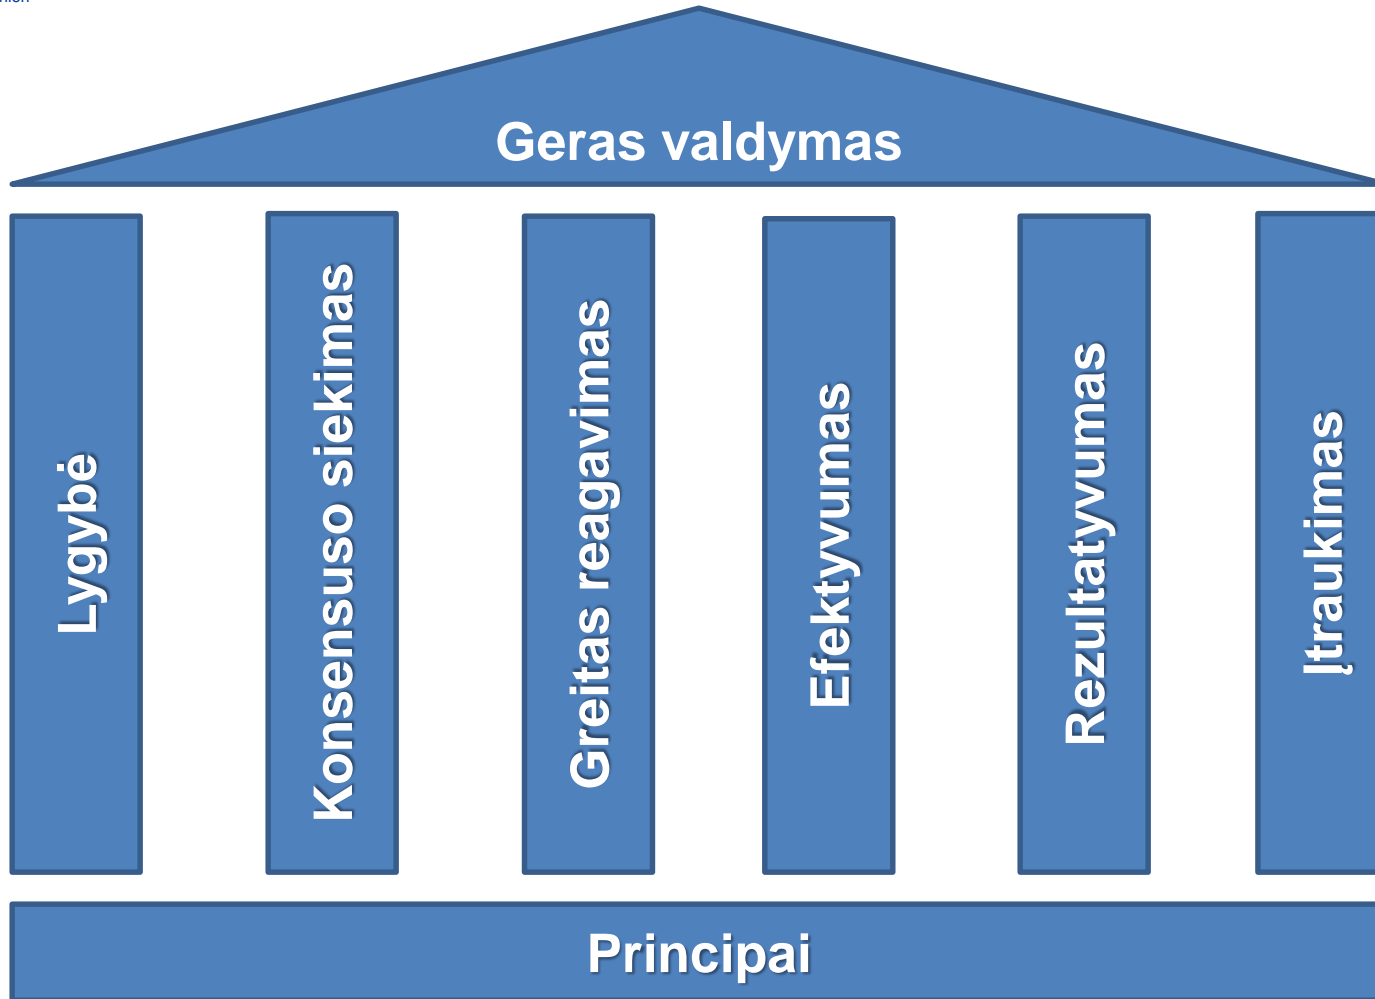 Geras valdymas
Lygybė
Konsensuso siekimas
Greitas reagavimas
Efektyvumas
Rezultatyvumas
Įtraukimas
Principai